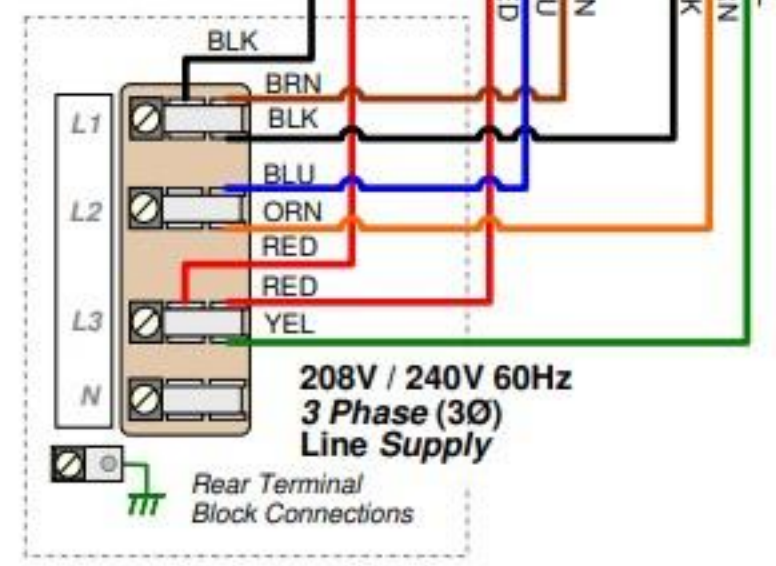 BLK
BRN
L1
BLK
BLU
L2
ORN
RED
RED
L3
YEL
N
208V / 240V 60Hz
3 Phase (3Ø)
Line Supply
Rear Terminal
Block Connections